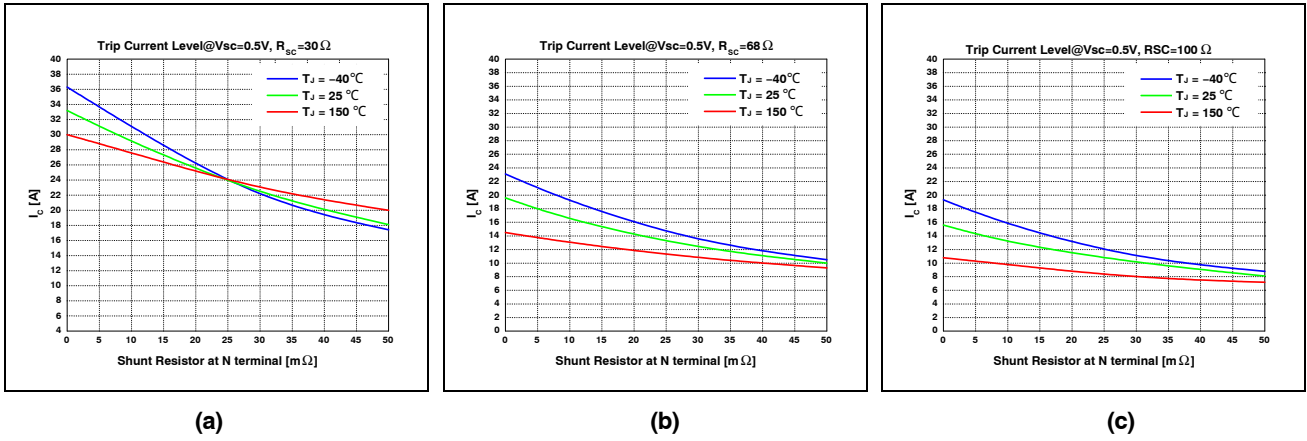 Trip Current Level@Vsc=0.5V, RSC=30Ω
40
38
36
34
32
30
28
26
24
22
20
18
16
14
12
10
8
6
4
IC [A]
TJ = −40℃
TJ = 25 ℃
TJ = 150 ℃
0 5 10 15 20 25 30 35 40 45 50
Shunt Resistor at N terminal [mΩ]
(a)
Trip Current Level@Vsc=0.5V, RSC=68Ω
40
38
36
34
32
30
28
26
24
22
20
18
16
14
12
10
8
6
4
2
0
IC [A]
TJ = −40℃
TJ = 25 ℃
TJ = 150 ℃
0 5 10 15 20 25 30 35 40 45 50
Shunt Resistor at N terminal [mΩ]
(b)
Trip Current Level@Vsc=0.5V, RSC=100 Ω
40
38
36
34
32
30
28
26
24
22
20
18
16
14
12
10
8
6
4
2
0
IC [A]
TJ = −40℃
TJ = 25 ℃
TJ = 150 ℃
0 5 10 15 20 25 30 35 40 45 50
Shunt Resistor at N terminal [mΩ]
(c)